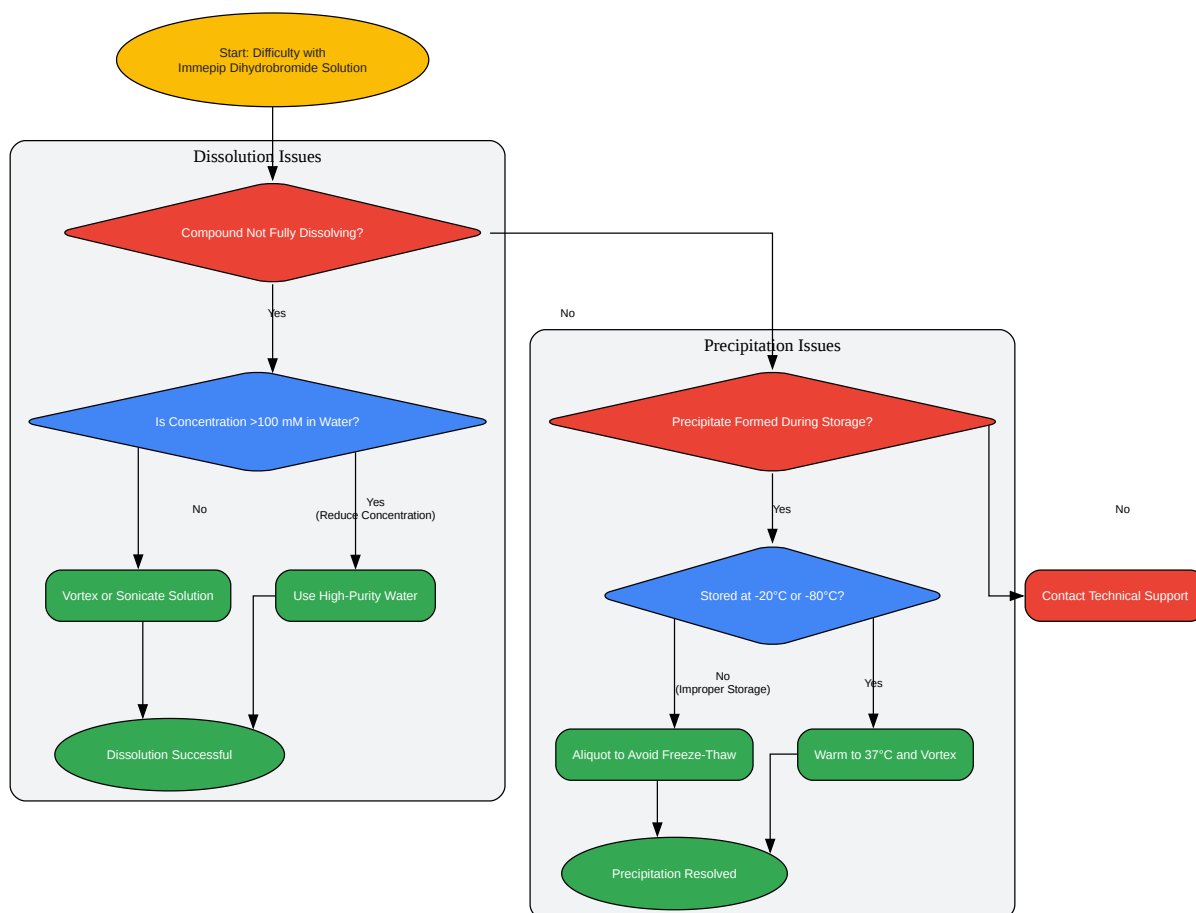 Start: Difficulty with
Immepip Dihydrobromide Solution
Dissolution Issues
Compound Not Fully Dissolving?
Yes
No
Precipitation Issues
Is Concentration >100 mM in Water?
Precipitate Formed During Storage?
No
Yes
(Reduce Concentration)
Yes
No
Vortex or Sonicate Solution
Use High-Purity Water
Stored at -20°C or -80°C?
Contact Technical Support
No
(Improper Storage)
Yes
Dissolution Successful
Aliquot to Avoid Freeze-Thaw
Warm to 37°C and Vortex
Precipitation Resolved